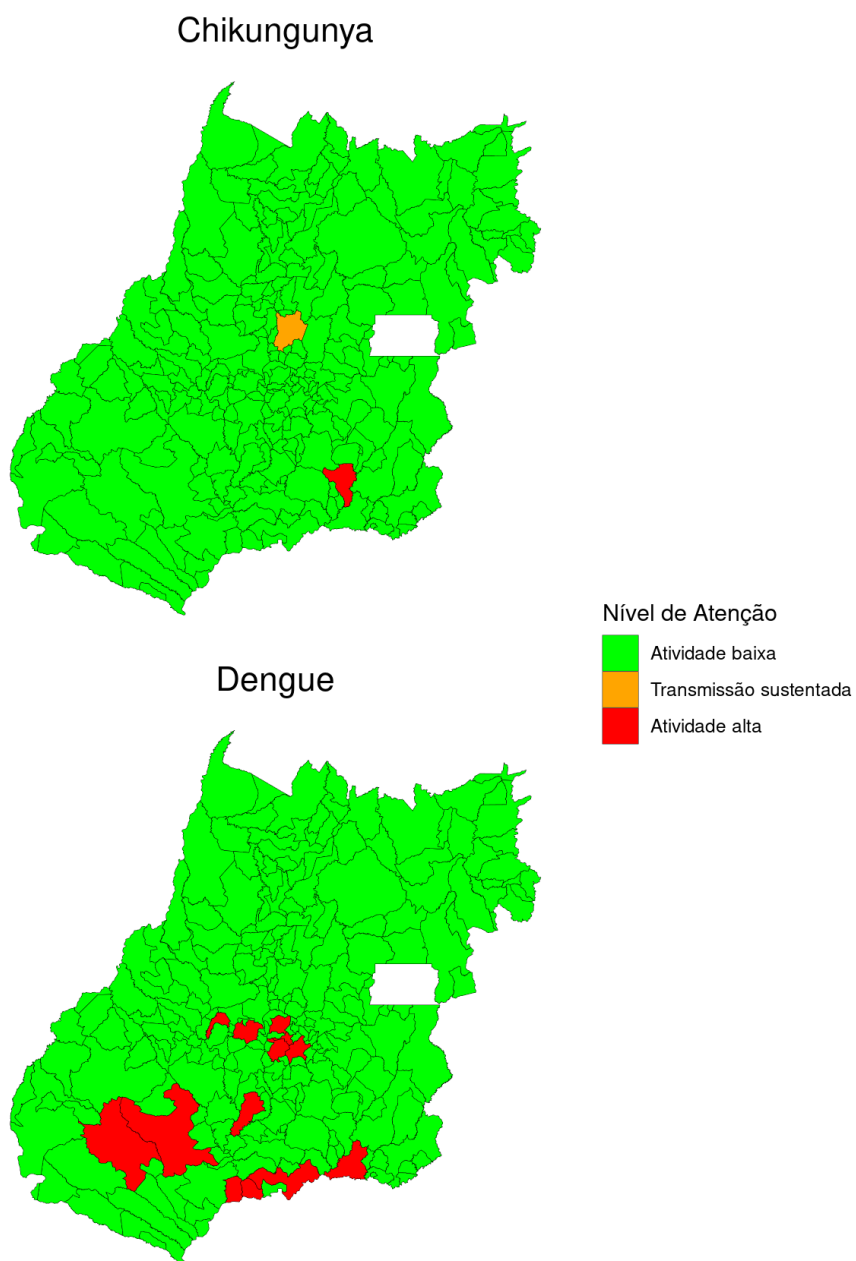 Chikungunya
Nível de Atenção
Atividade baixa
Transmissão sustentada
Atividade alta
Dengue